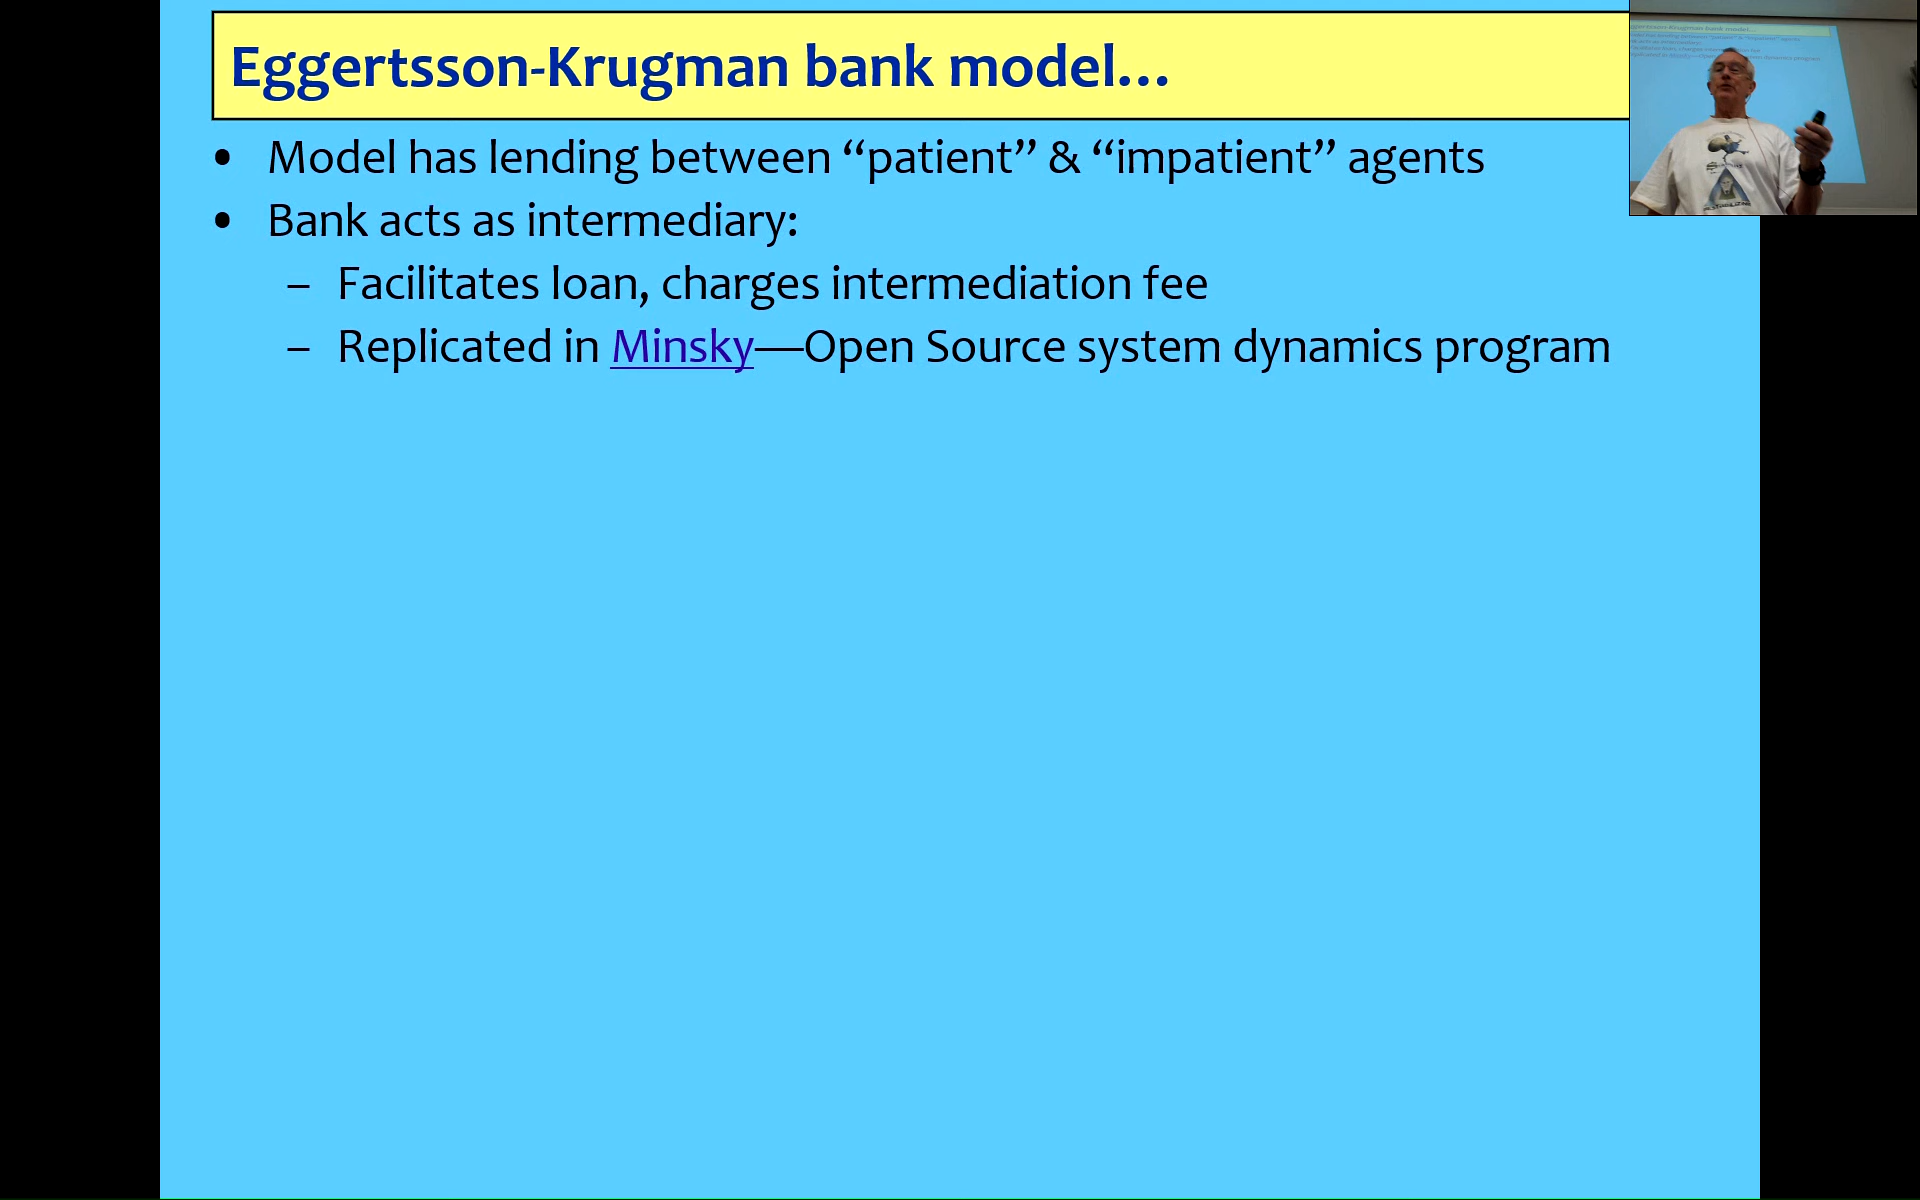 Eggertsson-Krugman bank model…
• Model has lending between “patient” & “impatient” agents
• Bank acts as intermediary:
– Facilitates loan, charges intermediation fee
– Replicated in Minsky—Open Source system dynamics program